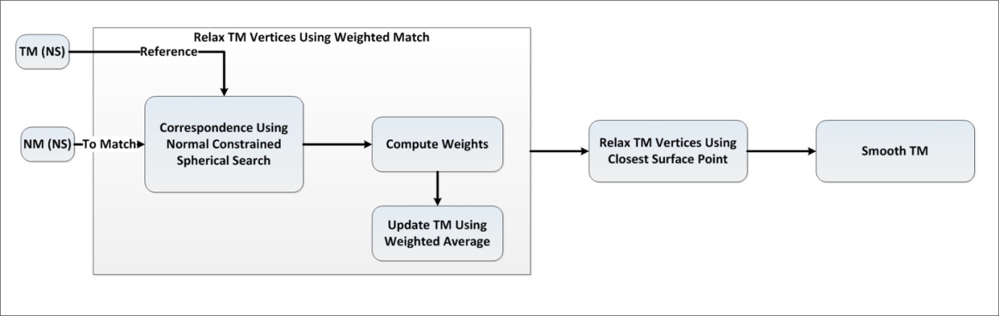 Relax TM Vertices Using Weighted Match
TM (NS)
Reference
NM (NS)
To Match
Correspondence Using
Normal Constrained
Spherical Search
Compute Weights
Update TM Using
Weighted Average
Relax TM Vertices Using
Closest Surface Point
Smooth TM